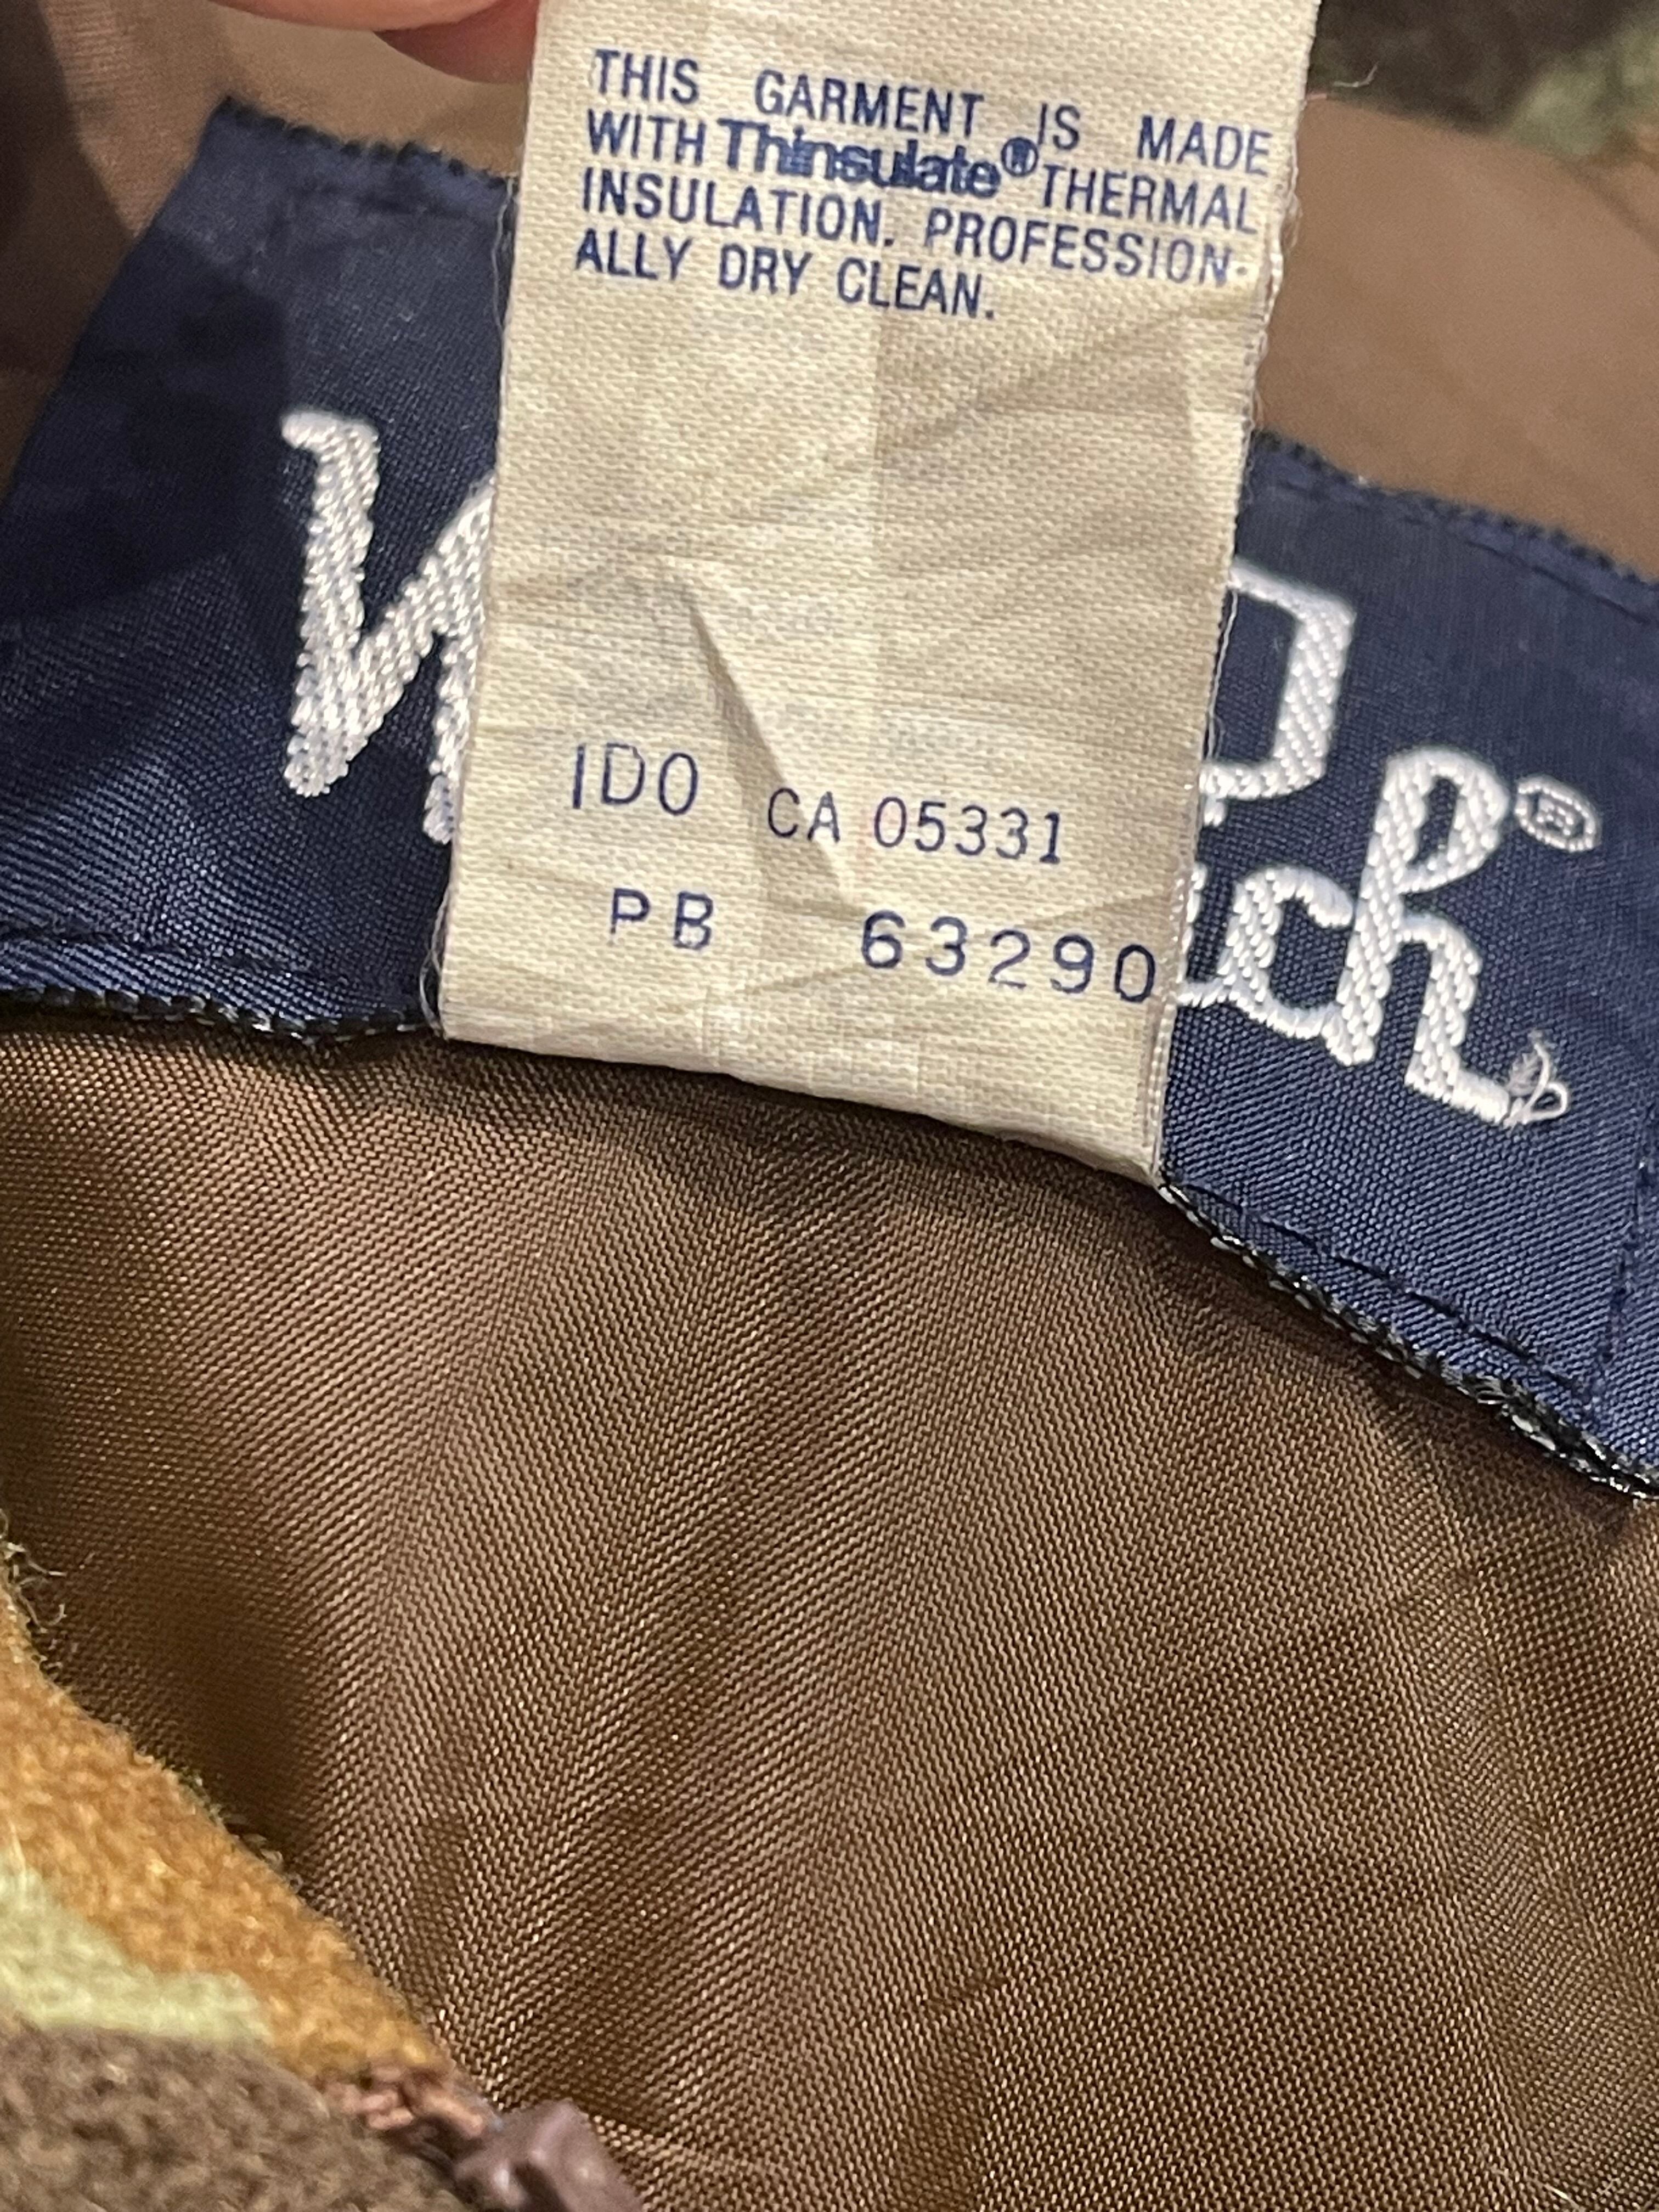 THIS GARMENT IS MADE
WITH Thinsulate® THERMAL
INSULATION. PROFESSION-
ALLY DRY CLEAN.
IDO CA 05331
PB 63290
®